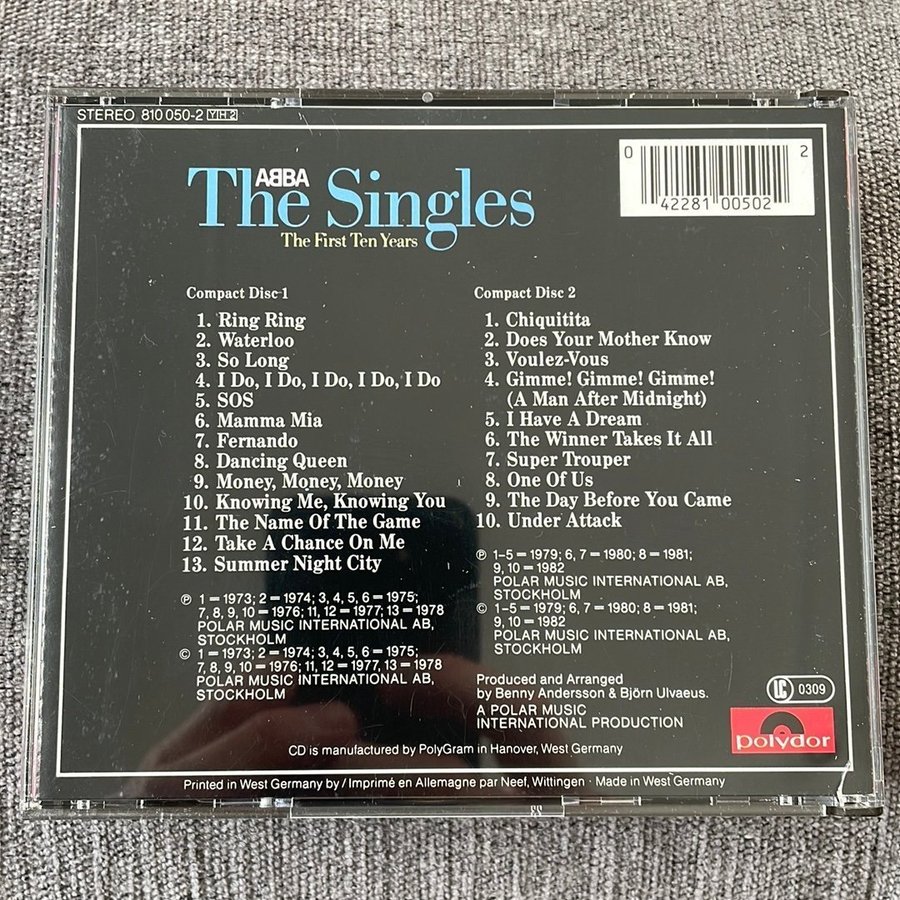 STEREO 810 050-2 YIH 2
0 2
42281 00502
ABBA
The Singles
The First Ten Years
Compact Disc 1
1. Ring Ring
2. Waterloo
3. So Long
4. I Do, I Do, I Do, I Do, I Do
5. SOS
6. Mamma Mia
7. Fernando
8. Dancing Queen
9. Money, Money, Money
10. Knowing Me, Knowing You
11. The Name Of The Game
12. Take A Chance On Me
13. Summer Night City
℗ 1–1973; 2–1974; 3, 4, 5, 6–1975;
7, 8, 9, 10–1976; 11, 12–1977; 13–1978
POLAR MUSIC INTERNATIONAL AB,
STOCKHOLM
© 1–1973; 2–1974; 3, 4, 5, 6–1975;
7, 8, 9, 10–1976; 11, 12–1977, 13–1978
POLAR MUSIC INTERNATIONAL AB,
STOCKHOLM
Compact Disc 2
1. Chiquitita
2. Does Your Mother Know
3. Voulez-Vous
4. Gimme! Gimme! Gimme!
(A Man After Midnight)
5. I Have A Dream
6. The Winner Takes It All
7. Super Trouper
8. One Of Us
9. The Day Before You Came
10. Under Attack
℗ 1–5–1979; 6, 7–1980; 8–1981;
9, 10–1982
POLAR MUSIC INTERNATIONAL AB,
STOCKHOLM
© 1–5–1979; 6, 7–1980; 8–1981;
9, 10–1982
POLAR MUSIC INTERNATIONAL AB,
STOCKHOLM
Produced and Arranged
by Benny Andersson & Björn Ulvaeus.
A POLAR MUSIC
INTERNATIONAL PRODUCTION
LC 0309
polydor
CD is manufactured by PolyGram in Hanover, West Germany
Printed in West Germany by / Imprimé en Allemagne par Neef, Wittingen · Made in West Germany